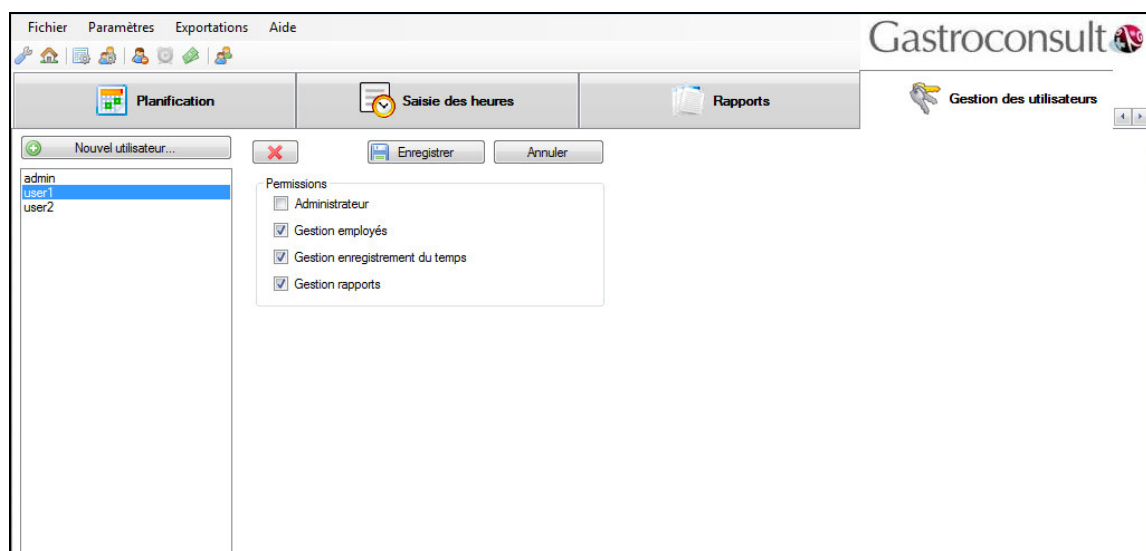 Fichier Paramètres Exportations Aide
Gastroconsult
Planification Saisie des heures Rapports Gestion des utilisateurs
Nouvel utilisateur... Enregistrer Annuler
admin
user1
user2
Permissions
Administrateur
Gestion employés
Gestion enregistrement du temps
Gestion rapports